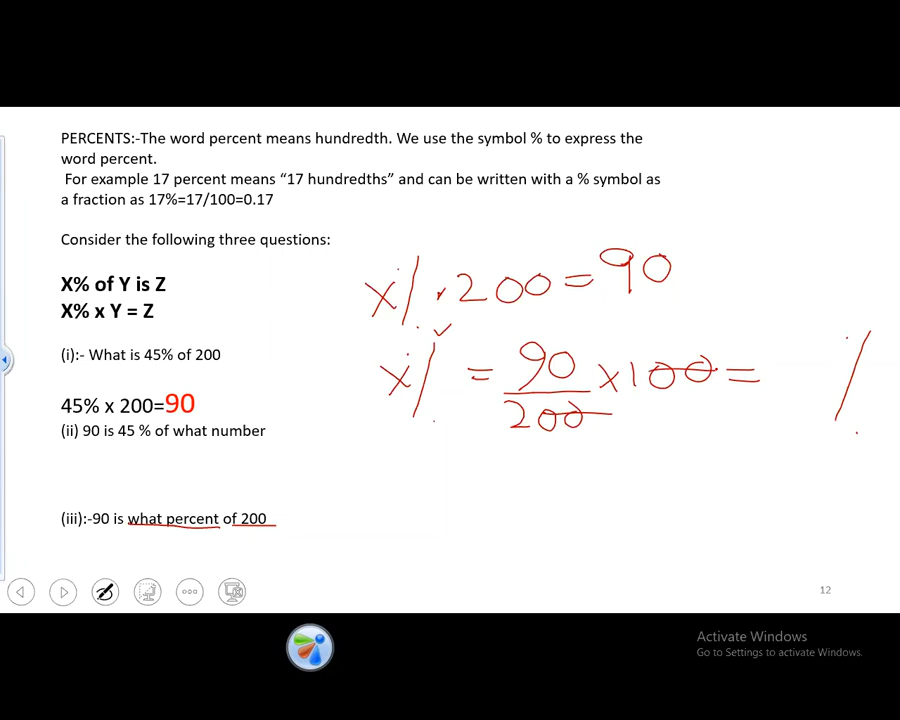 PERCENTS:-The word percent means hundredth. We use the symbol % to express the
word percent.
For example 17 percent means “17 hundredths” and can be written with a % symbol as
a fraction as 17%=17/100=0.17
Consider the following three questions:
X% of Y is Z
X% x Y = Z
x% . 200 = 90
(i):- What is 45% of 200
x% = 90/200 x 100 = %
45% x 200=90
(ii) 90 is 45 % of what number
(iii):-90 is what percent of 200
12
Activate Windows
Go to Settings to activate Windows.